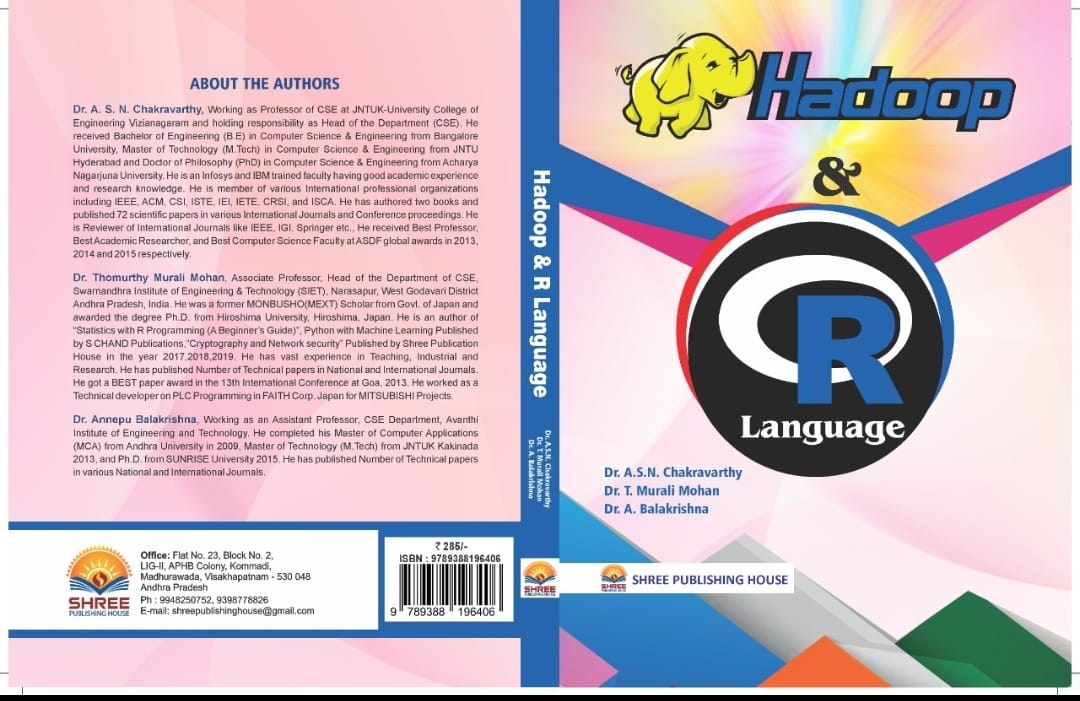 ABOUT THE AUTHORS
Dr. A. S. N. Chakravarthy, Working as Professor of CSE at JNTUK-University College of
Engineering Vizianagaram and holding responsibility as Head of the Department (CSE). He
received Bachelor of Engineering (B.E) in Computer Science & Engineering from Bangalore
University, Master of Technology (M.Tech) in Computer Science & Engineering from JNTU
Hyderabad and Doctor of Philosophy (PhD) in Computer Science & Engineering from Acharya
Nagarjuna University. He is an Infosys and IBM trained faculty having good academic experience
and research knowledge. He is member of various International professional organizations
including IEEE, ACM, CSI, ISTE, IEI, IETE, CRSI, and ISCA. He has authored two books and
published 72 scientific papers in various International Journals and Conference proceedings. He
is Reviewer of International Journals like IEEE, IGI, Springer etc., He received Best Professor,
Best Academic Researcher, and Best Computer Science Faculty at ASDF global awards in 2013,
2014 and 2015 respectively.
Dr. Thomurthy Murali Mohan, Associate Professor, Head of the Department of CSE,
Swarnandhra Institute of Engineering & Technology (SIET), Narasapur, West Godavari District
Andhra Pradesh, India. He was a former MONBUSHO(MEXT) Scholar from Govt. of Japan and
awarded the degree Ph.D. from Hiroshima University, Hiroshima, Japan. He is an author of
"Statistics with R Programming (A Beginner's Guide)", Python with Machine Learning Published
by S CHAND Publications,"Cryptography and Network security" Published by Shree Publication
House in the year 2017,2018,2019. He has vast experience in Teaching, Industrial and
Research. He has published Number of Technical papers in National and International Journals.
He got a BEST paper award in the 13th International Conference at Goa, 2013. He worked as a
Technical developer on PLC Programming in FAITH Corp. Japan for MITSUBISHI Projects.
Dr. Annepu Balakrishna, Working as an Assistant Professor, CSE Department, Avanthi
Institute of Engineering and Technology. He completed his Master of Computer Applications
(MCA) from Andhra University in 2009, Master of Technology (M.Tech) from JNTUK Kakinada
2013, and Ph.D. from SUNRISE University 2015. He has published Number of Technical papers
in various National and International Journals.
SHREE
PUBLISHING HOUSE
Office: Flat No. 23, Block No. 2,
LIG-II, APHB Colony, Kommadi,
Madhurawada, Visakhapatnam - 530 048
Andhra Pradesh
Ph : 9948250752, 9398778826
E-mail: shreepublishinghouse@gmail.com
₹ 285/-
ISBN : 9789388196406
9 789388 196406
Hadoop & R Language
Dr. A.S.N. Chakravarthy
Dr. T. Murali Mohan
Dr. A. Balakrishna
SHREE
PUBLISHING HOUSE
Hadoop
&
R
Language
Dr. A.S.N. Chakravarthy
Dr. T. Murali Mohan
Dr. A. Balakrishna
SHREE
PUBLISHING HOUSE
SHREE PUBLISHING HOUSE